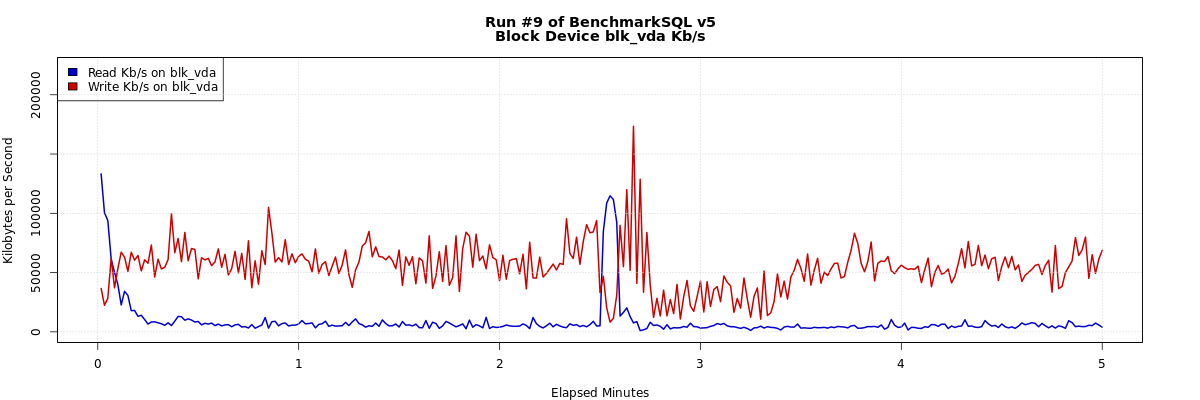 Run #9 of BenchmarkSQL v5
Block Device blk_vda Kb/s
Read Kb/s on blk_vda
Write Kb/s on blk_vda
Kilobytes per Second
200000
100000
50000
0
0 1 2 3 4 5
Elapsed Minutes